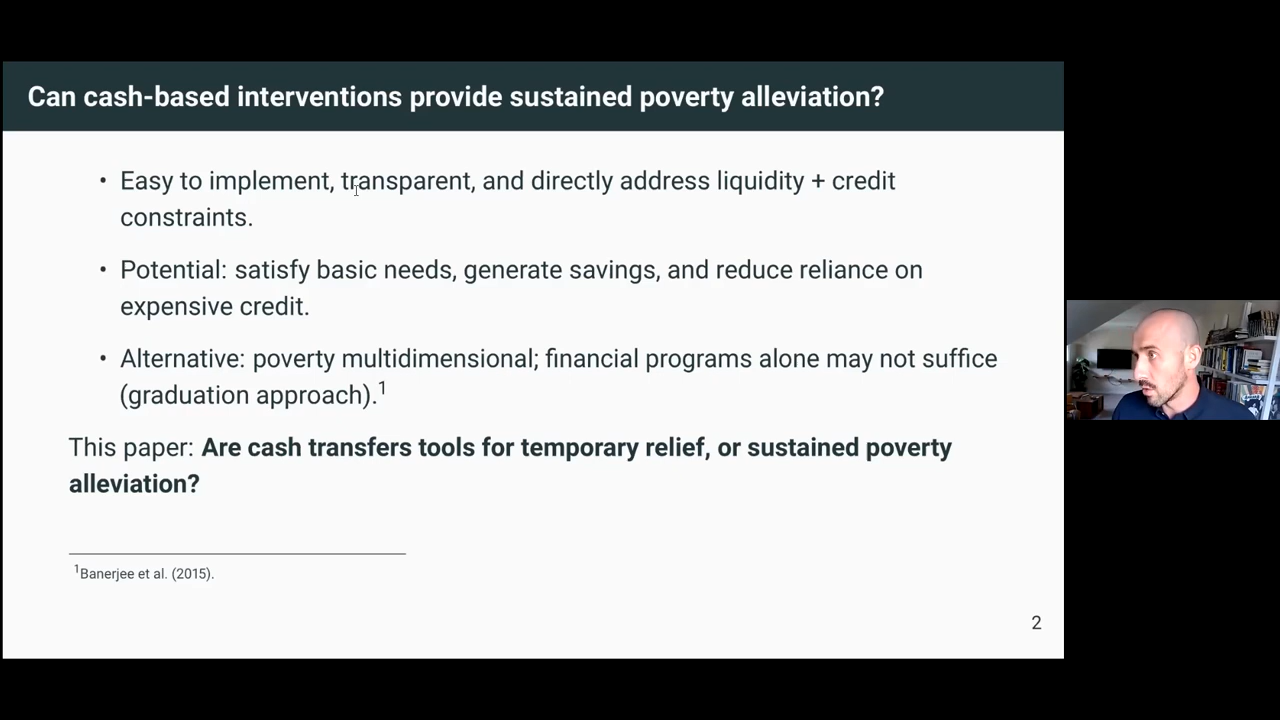 Can cash-based interventions provide sustained poverty alleviation?
• Easy to implement, transparent, and directly address liquidity + credit
constraints.
• Potential: satisfy basic needs, generate savings, and reduce reliance on
expensive credit.
• Alternative: poverty multidimensional; financial programs alone may not suffice
(graduation approach).¹
This paper: Are cash transfers tools for temporary relief, or sustained poverty
alleviation?
¹Banerjee et al. (2015).
2